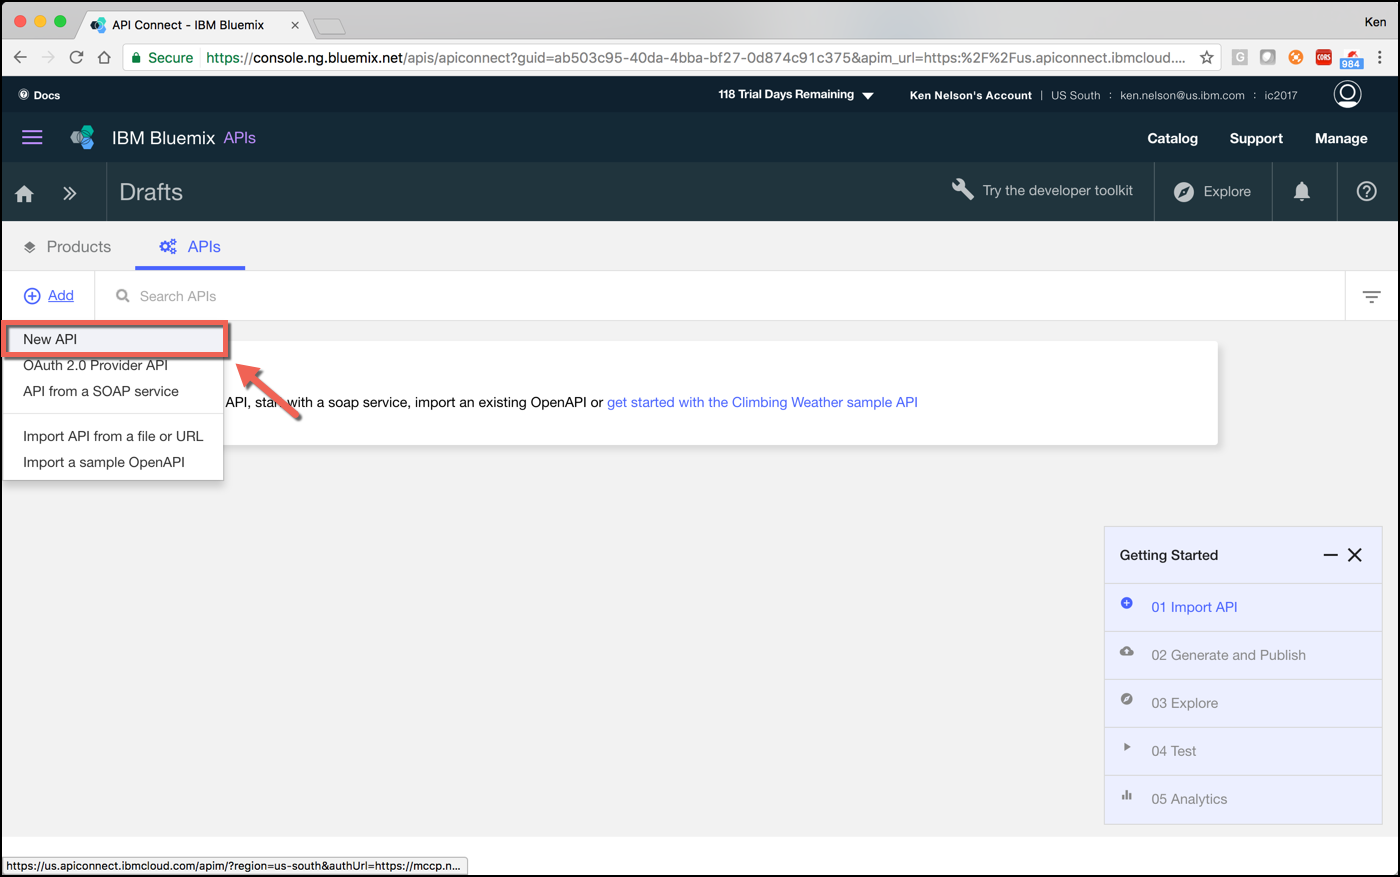 API Connect - IBM Bluemix
Ken
Secure https://console.ng.bluemix.net/apis/apiconnect?guid=ab503c95-40da-4bba-bf27-0d874c91c375&apim_url=https:%2F%2Fus.apiconnect.ibmcloud....
G
CORS
984
Docs
118 Trial Days Remaining
Ken Nelson's Account | US South : ken.nelson@us.ibm.com : ic2017
IBM Bluemix APIs
Catalog Support Manage
Drafts
Try the developer toolkit
Explore
Products
APIs
Add
Search APIs
New API
OAuth 2.0 Provider API
API from a SOAP service
Import API from a file or URL
Import a sample OpenAPI
API, start with a soap service, import an existing OpenAPI or get started with the Climbing Weather sample API
Getting Started
01 Import API
02 Generate and Publish
03 Explore
04 Test
05 Analytics
https://us.apiconnect.ibmcloud.com/apim/?region=us-south&authUrl=https://mccp.n...